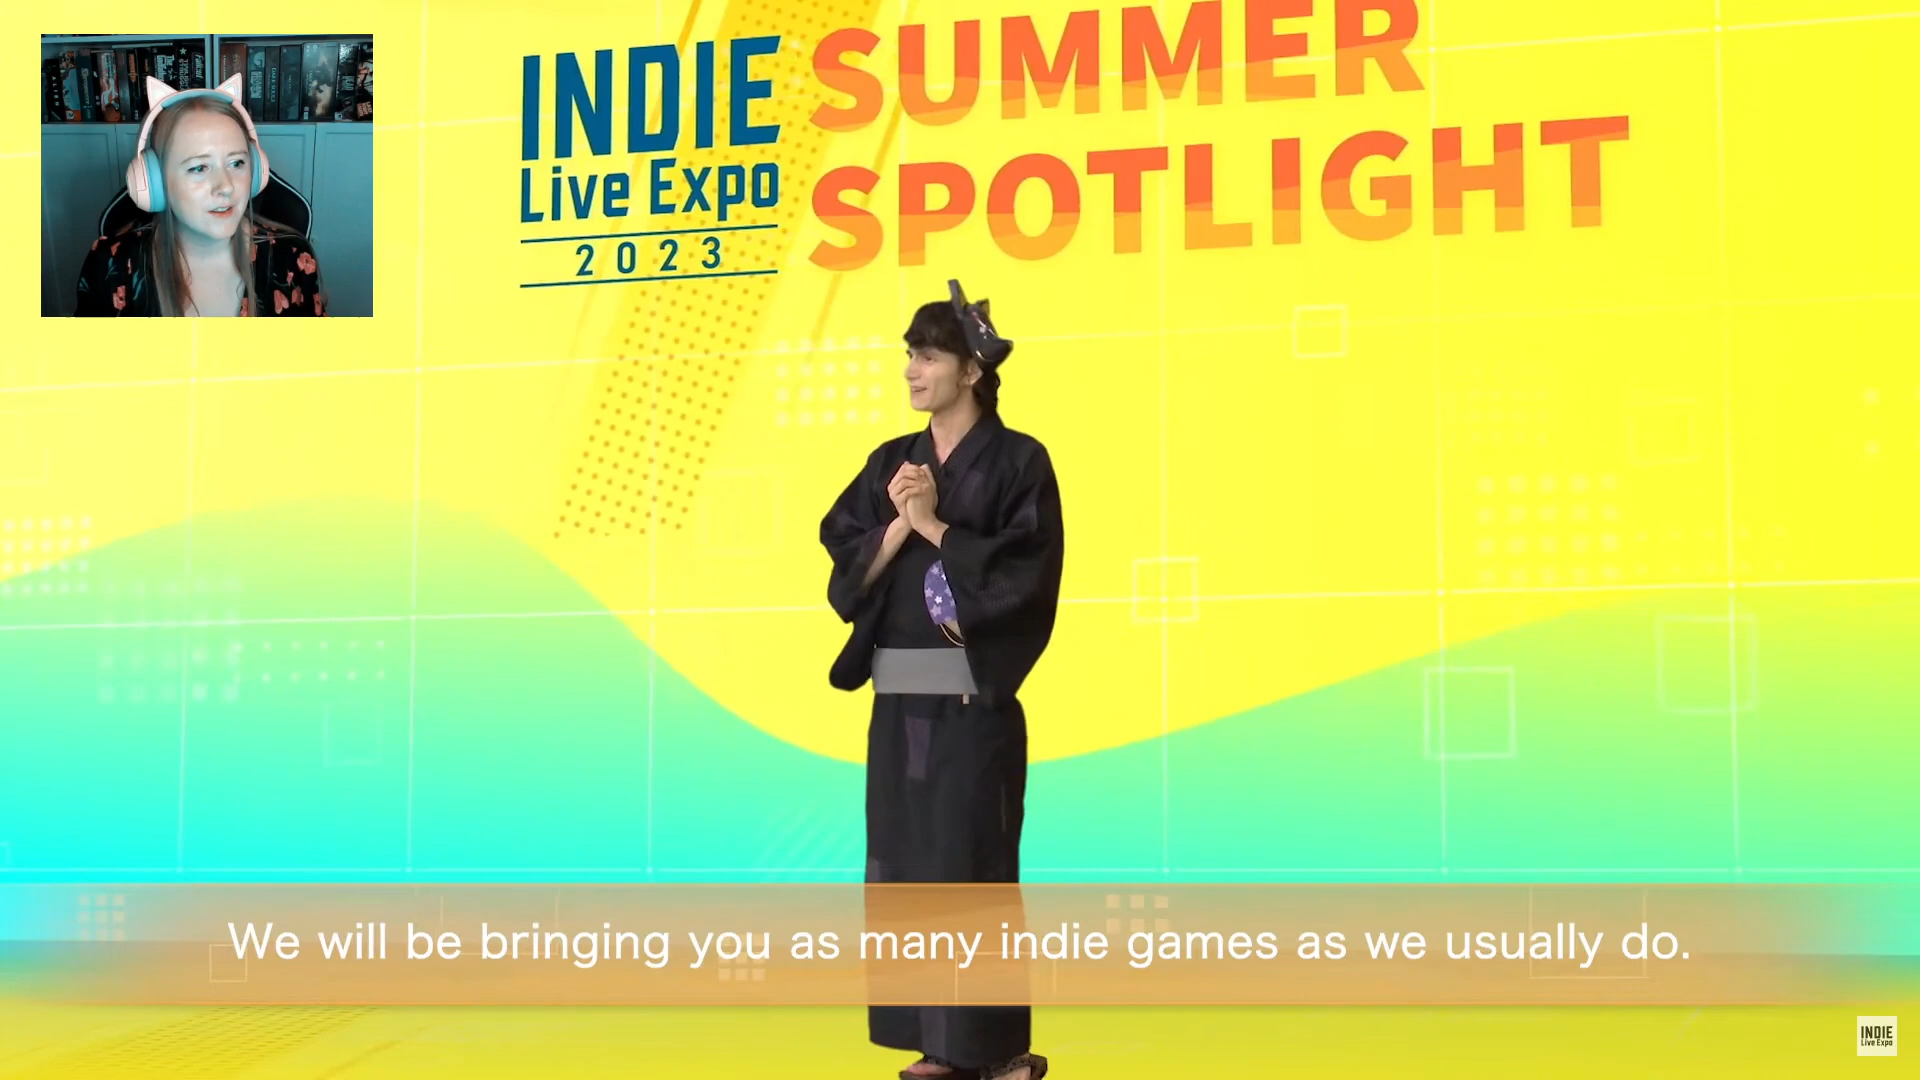 INDIE
Live Expo
2023
SUMMER
SPOTLIGHT
We will be bringing you as many indie games as we usually do.
INDIE
Live Expo